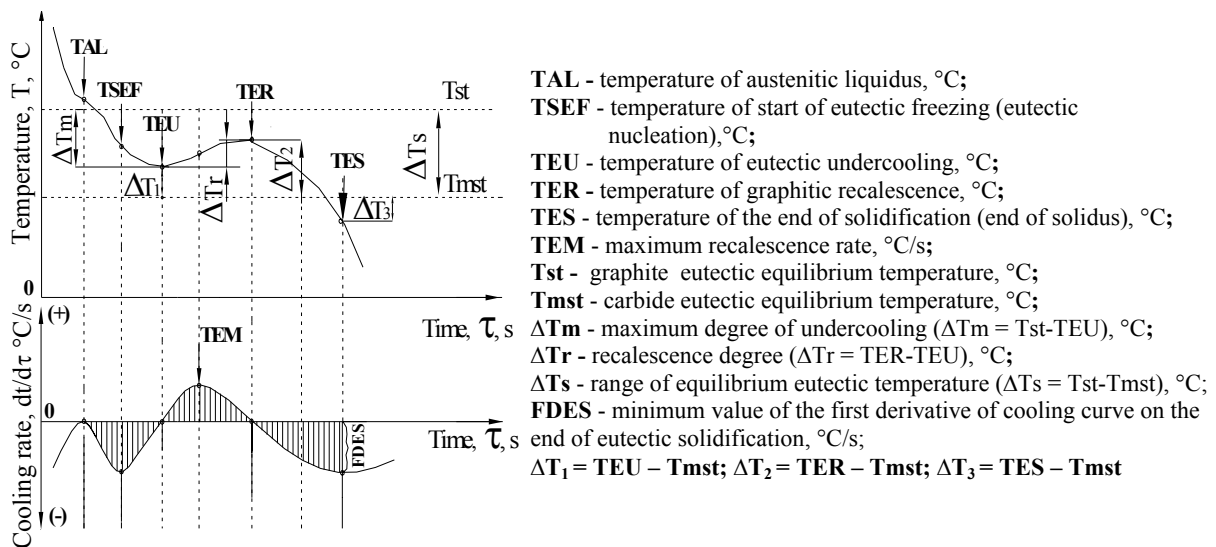 Temperature, T, °C
TAL
TSEF
TEU
TER
TES
Tst
Tmst
ΔTm
ΔT1
ΔTr
ΔT2
ΔTs
ΔT3
0
Time, τ, s
Cooling rate, dt/dτ °C/s
(+)
TEM
0
Time, τ, s
FDES
(-)
TAL - temperature of austenitic liquidus, °C;
TSEF - temperature of start of eutectic freezing (eutectic
nucleation),°C;
TEU - temperature of eutectic undercooling, °C;
TER - temperature of graphitic recalescence, °C;
TES - temperature of the end of solidification (end of solidus), °C;
TEM - maximum recalescence rate, °C/s;
Tst - graphite eutectic equilibrium temperature, °C;
Tmst - carbide eutectic equilibrium temperature, °C;
ΔTm - maximum degree of undercooling (ΔTm = Tst-TEU), °C;
ΔTr - recalescence degree (ΔTr = TER-TEU), °C;
ΔTs - range of equilibrium eutectic temperature (ΔTs = Tst-Tmst), °C;
FDES - minimum value of the first derivative of cooling curve on the
end of eutectic solidification, °C/s;
ΔT1 = TEU – Tmst; ΔT2 = TER – Tmst; ΔT3 = TES – Tmst